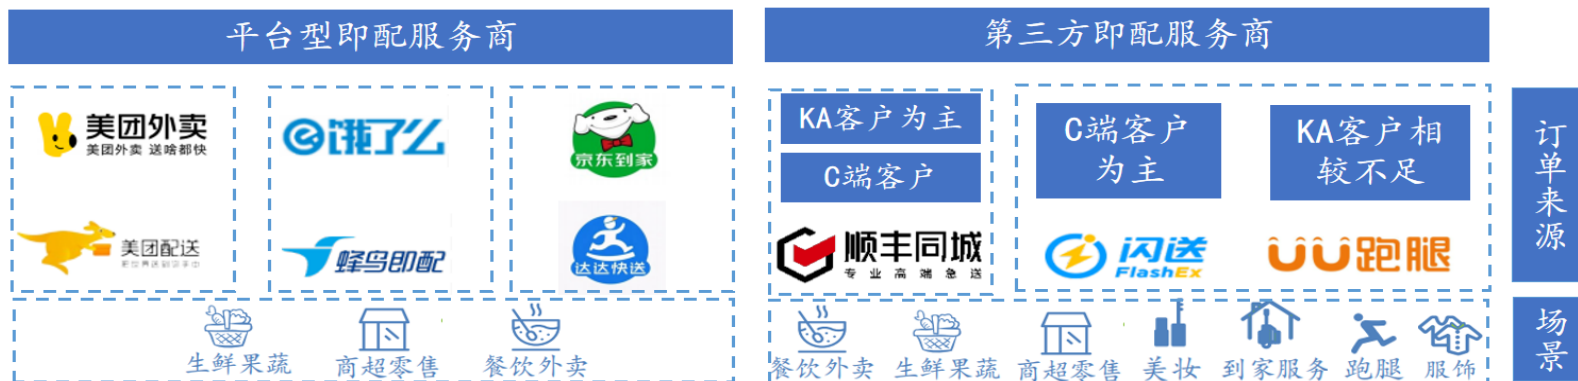 平台型即配服务商
第三方即配服务商
美团外卖
美团外卖 送啥都快
饿了么
京东到家
美团配送
蜂鸟即配
达达快送
KA客户为主
C端客户
顺丰同城
专业高端急送
C端客户
为主
KA客户相
较不足
闪送
FlashEx
UU跑腿
订单来源
生鲜果蔬
商超零售
餐饮外卖
餐饮外卖
生鲜果蔬
商超零售
美妆
到家服务
跑腿
服饰
场景